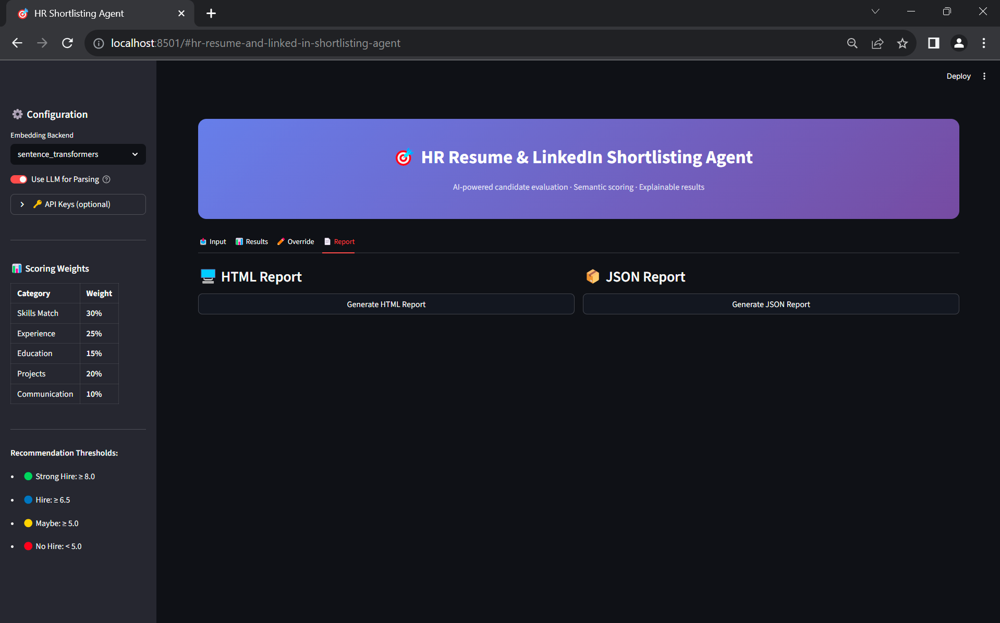 HR Shortlisting Agent
localhost:8501/#hr-resume-and-linked-in-shortlisting-agent
Deploy
Configuration
Embedding Backend
sentence_transformers
Use LLM for Parsing
API Keys (optional)
Scoring Weights
Category Weight
Skills Match 30%
Experience 25%
Education 15%
Projects 20%
Communication 10%
Recommendation Thresholds:
Strong Hire: ≥ 8.0
Hire: ≥ 6.5
Maybe: ≥ 5.0
No Hire: < 5.0
HR Resume & LinkedIn Shortlisting Agent
AI-powered candidate evaluation · Semantic scoring · Explainable results
Input Results Override Report
HTML Report
Generate HTML Report
JSON Report
Generate JSON Report